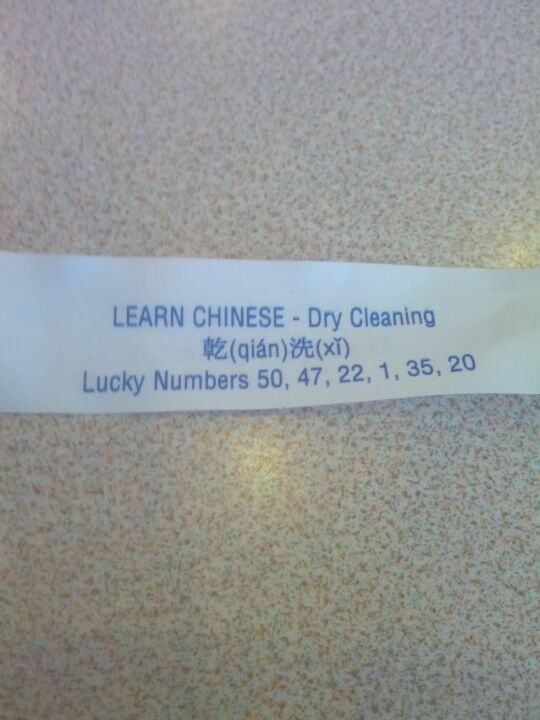 LEARN CHINESE - Dry Cleaning
乾(qián)洗(xǐ)
Lucky Numbers 50, 47, 22, 1, 35, 20